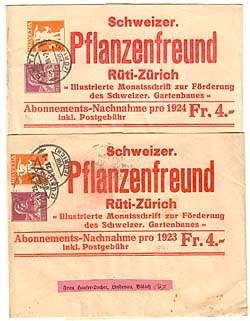 Schweizer.
Pflanzenfreund
Rüti-Zürich
„Illustrierte Monatsschrift zur Förderung
des Schweizer. Gartenbaues“
Abonnements-Nachnahme pro 1924 Fr. 4.-
inkl. Postgebühr
HELVETIA
Schweizer.
Pflanzenfreund
Rüti-Zürich
„Illustrierte Monatsschrift zur Förderung
des Schweizer. Gartenbaues“
Abonnements-Nachnahme pro 1923 Fr. 4.-
inkl. Postgebühr
Frau